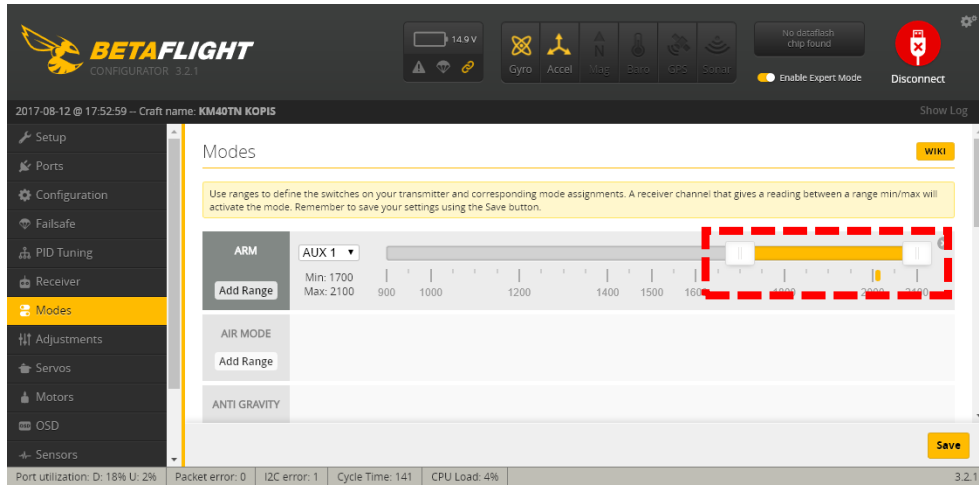 BETAFLIGHT
CONFIGURATOR 3.2.1
14.9 V
Gyro Accel Mag Baro GPS Sonar
No dataflash
chip found
Enable Expert Mode
Disconnect
2017-08-12 @ 17:52:59 -- Craft name: KM40TN KOPIS
Show Log
Setup
Ports
Configuration
Failsafe
PID Tuning
Receiver
Modes
Adjustments
Servos
Motors
OSD
Sensors
Modes
WIKI
Use ranges to define the switches on your transmitter and corresponding mode assignments. A receiver channel that gives a reading between a range min/max will
activate the mode. Remember to save your settings using the Save button.
ARM
Add Range
AUX 1
Min: 1700
Max: 2100
900 1000 1200 1400 1500
AIR MODE
Add Range
ANTI GRAVITY
Save
Port utilization: D: 18% U: 2% Packet error: 0 I2C error: 1 Cycle Time: 141 CPU Load: 4% 3.2.1